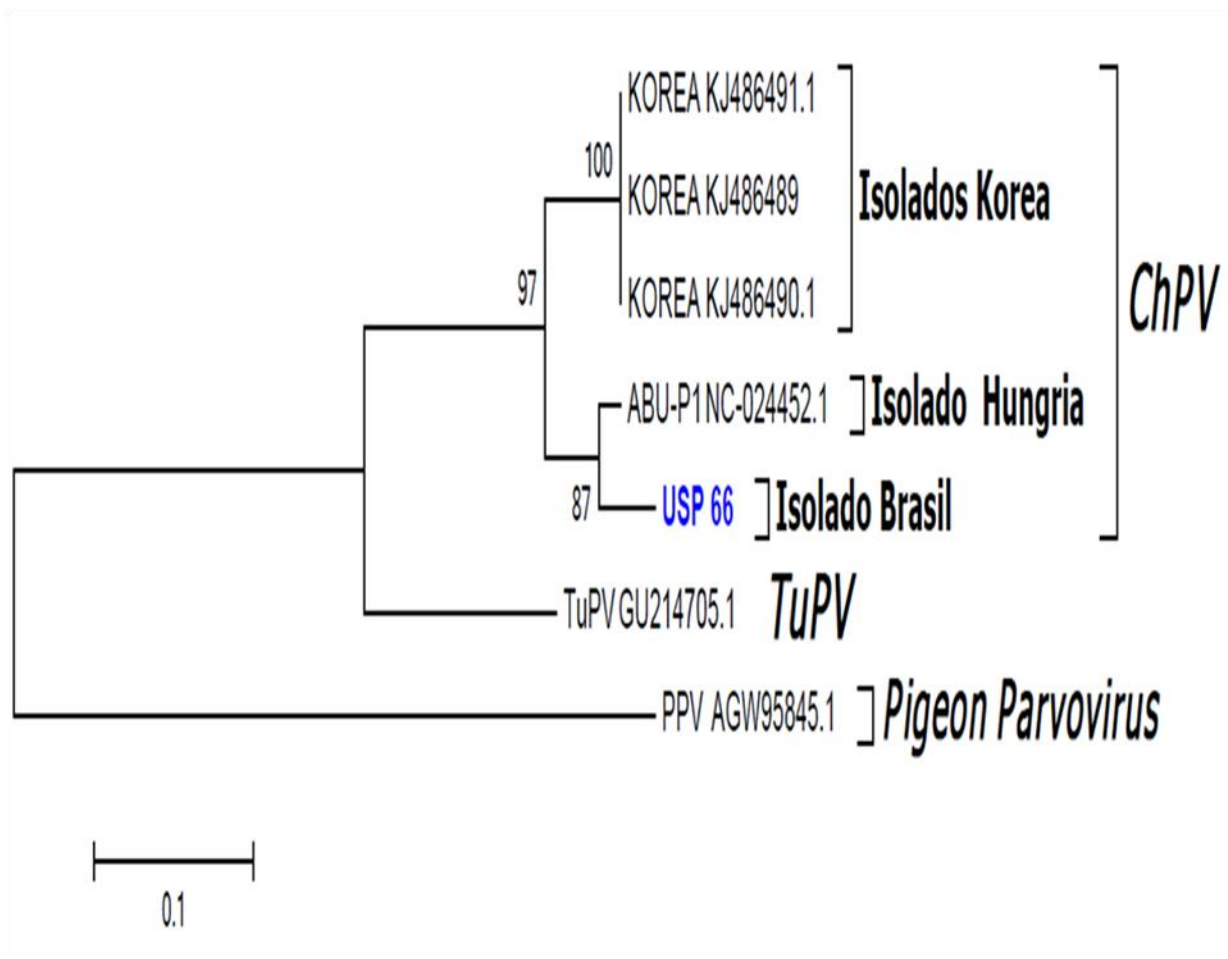 KOREA KJ486491.1
100
KOREA KJ486489
Isolados Korea
97
KOREA KJ486490.1
ChPV
ABU-P1 NC-024452.1
Isolado Hungria
87
USP 66
Isolado Brasil
TuPV GU214705.1
TuPV
PPV AGW95845.1
Pigeon Parvovirus
0.1